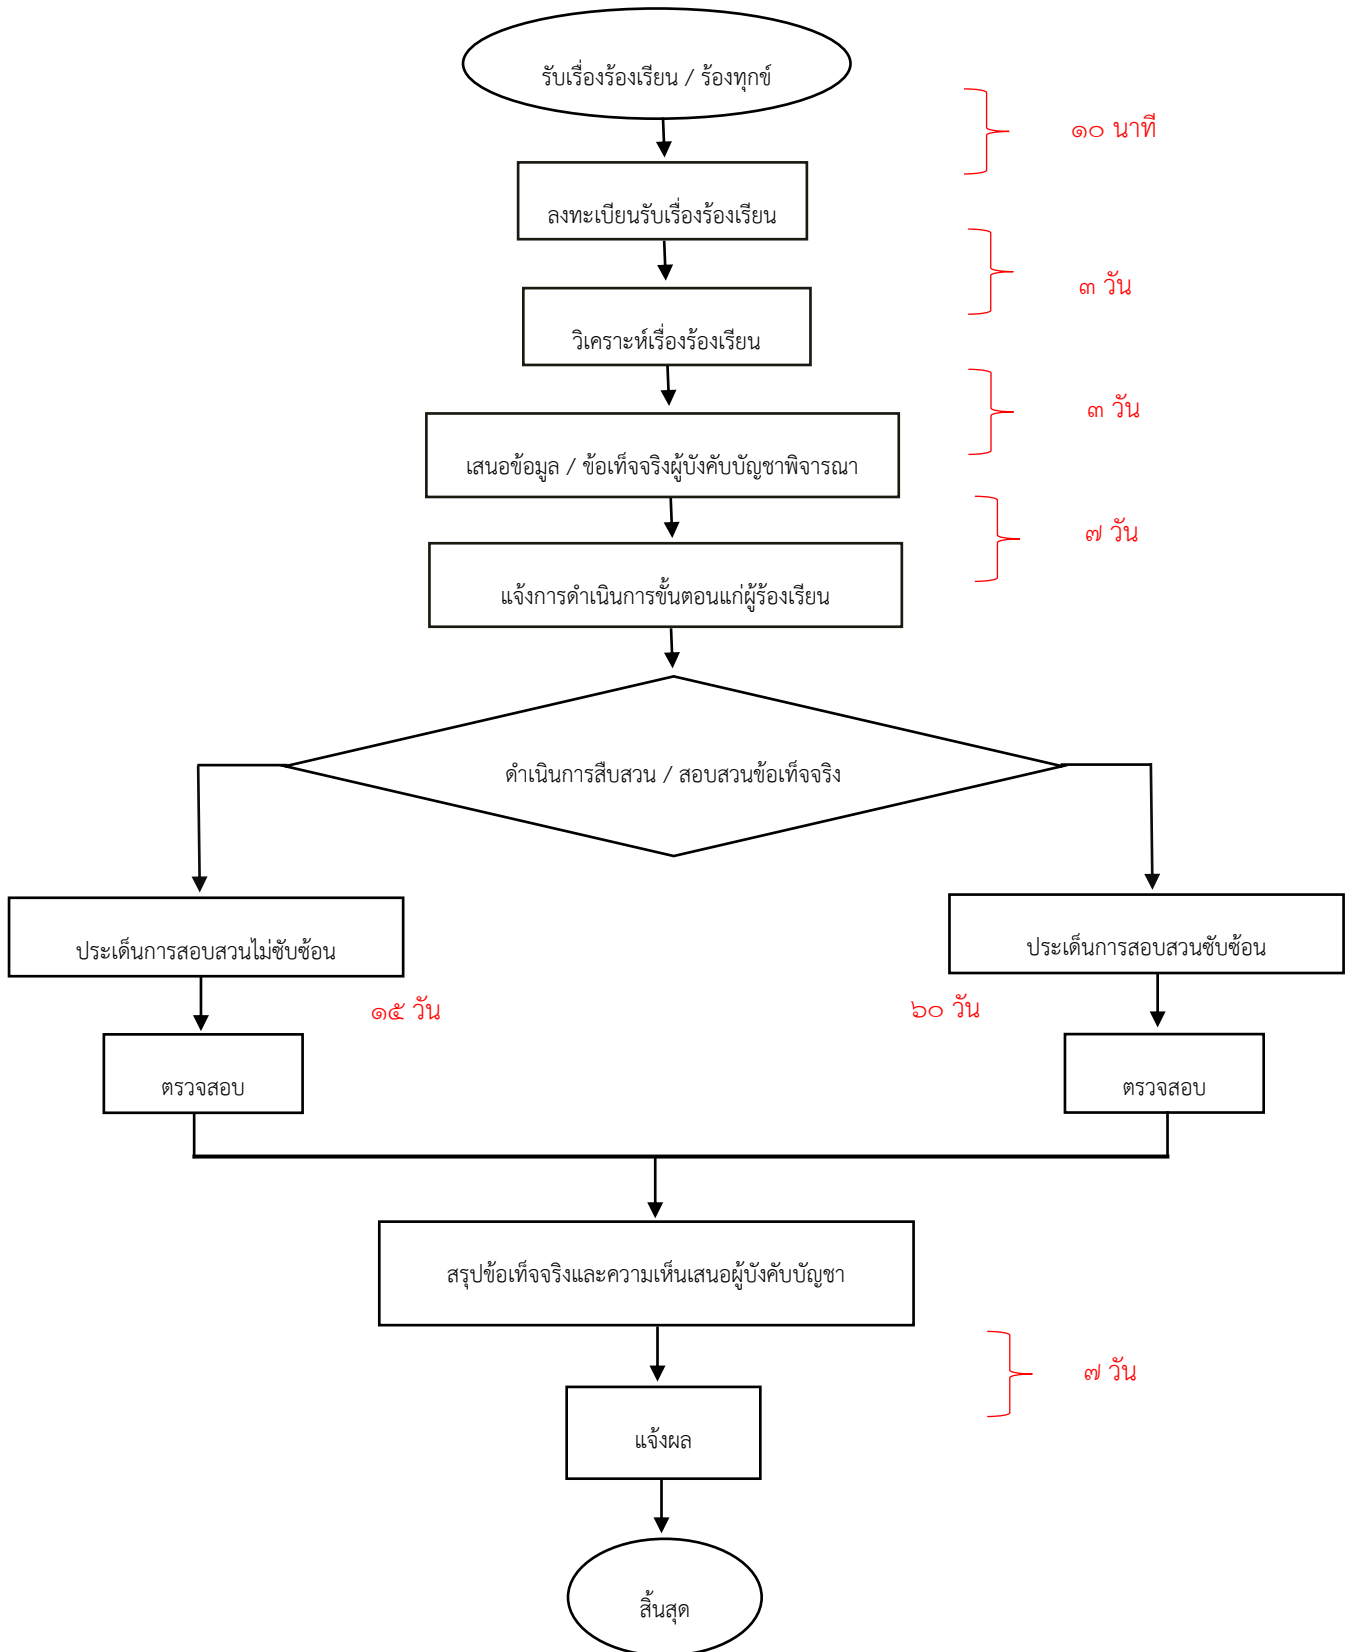 รับเรื่องร้องเรียน / ร้องทุกข์
๑๐ นาที
ลงทะเบียนรับเรื่องร้องเรียน
๓ วัน
วิเคราะห์เรื่องร้องเรียน
๓ วัน
เสนอข้อมูล / ข้อเท็จจริงผู้บังคับบัญชาพิจารณา
๗ วัน
แจ้งการดำเนินการขั้นตอนแก่ผู้ร้องเรียน
ดำเนินการสืบสวน / สอบสวนข้อเท็จจริง
ประเด็นการสอบสวนไม่ซับซ้อน
ประเด็นการสอบสวนซับซ้อน
๑๕ วัน
๖๐ วัน
ตรวจสอบ
ตรวจสอบ
สรุปข้อเท็จจริงและความเห็นเสนอผู้บังคับบัญชา
๗ วัน
แจ้งผล
สิ้นสุด